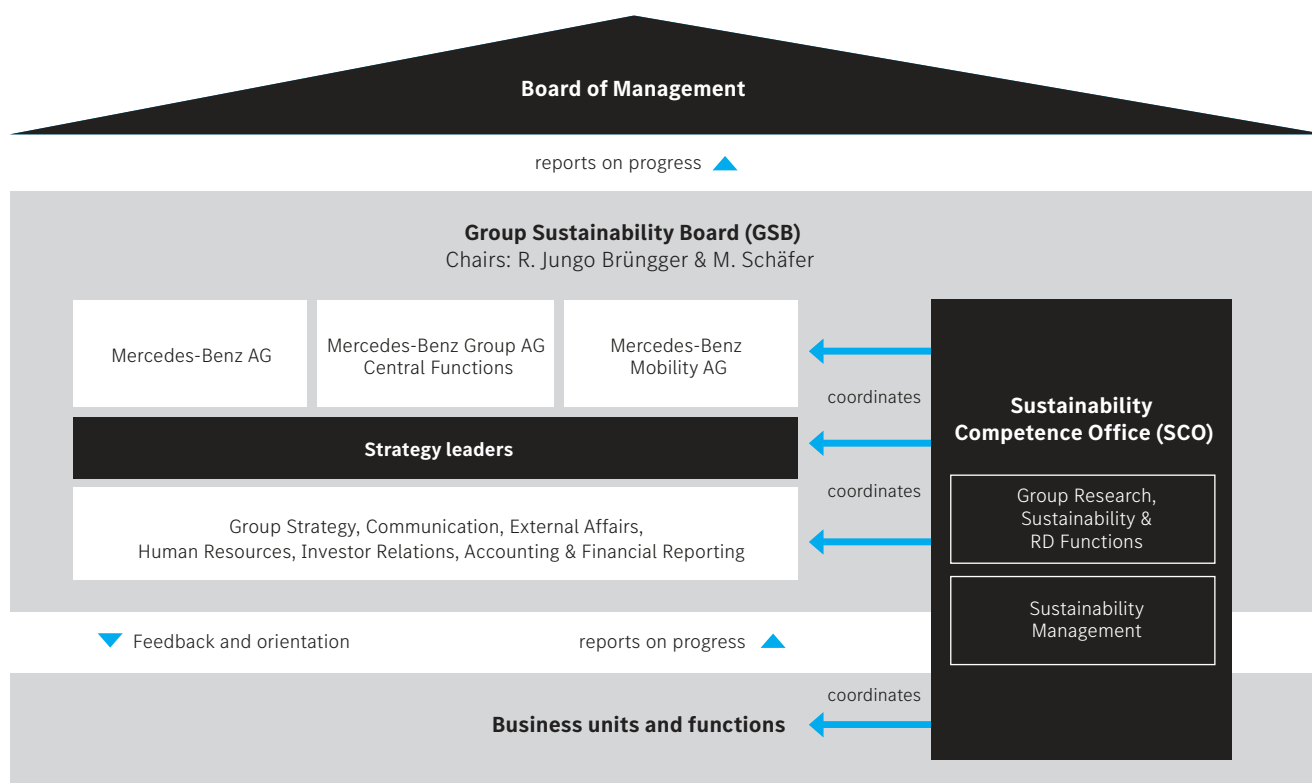 Board of Management
reports on progress
Group Sustainability Board (GSB)
Chairs: R. Jungo Brüngger & M. Schäfer
Mercedes-Benz AG
Mercedes-Benz Group AG
Central Functions
Mercedes-Benz
Mobility AG
coordinates
Strategy leaders
coordinates
Group Strategy, Communication, External Affairs,
Human Resources, Investor Relations, Accounting & Financial Reporting
Sustainability
Competence Office (SCO)
Group Research,
Sustainability &
RD Functions
Sustainability
Management
Feedback and orientation
reports on progress
coordinates
Business units and functions